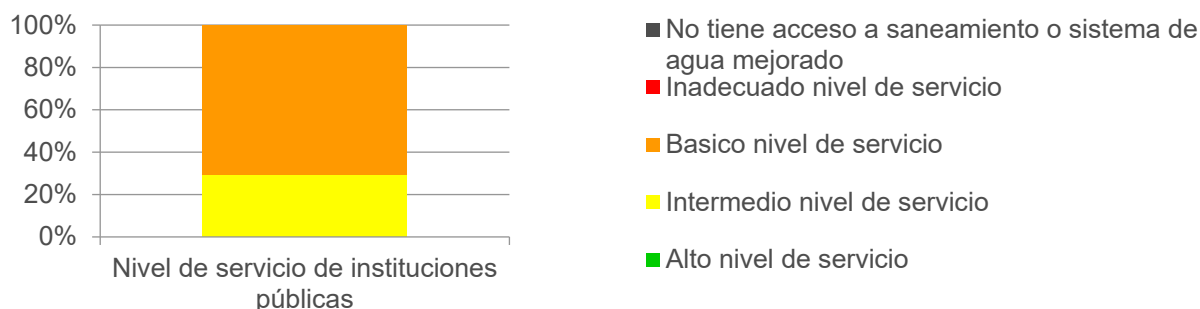 100%
80%
60%
40%
20%
0%
Nivel de servicio de instituciones
públicas
No tiene acceso a saneamiento o sistema de
agua mejorado
Inadecuado nivel de servicio
Basico nivel de servicio
Intermedio nivel de servicio
Alto nivel de servicio